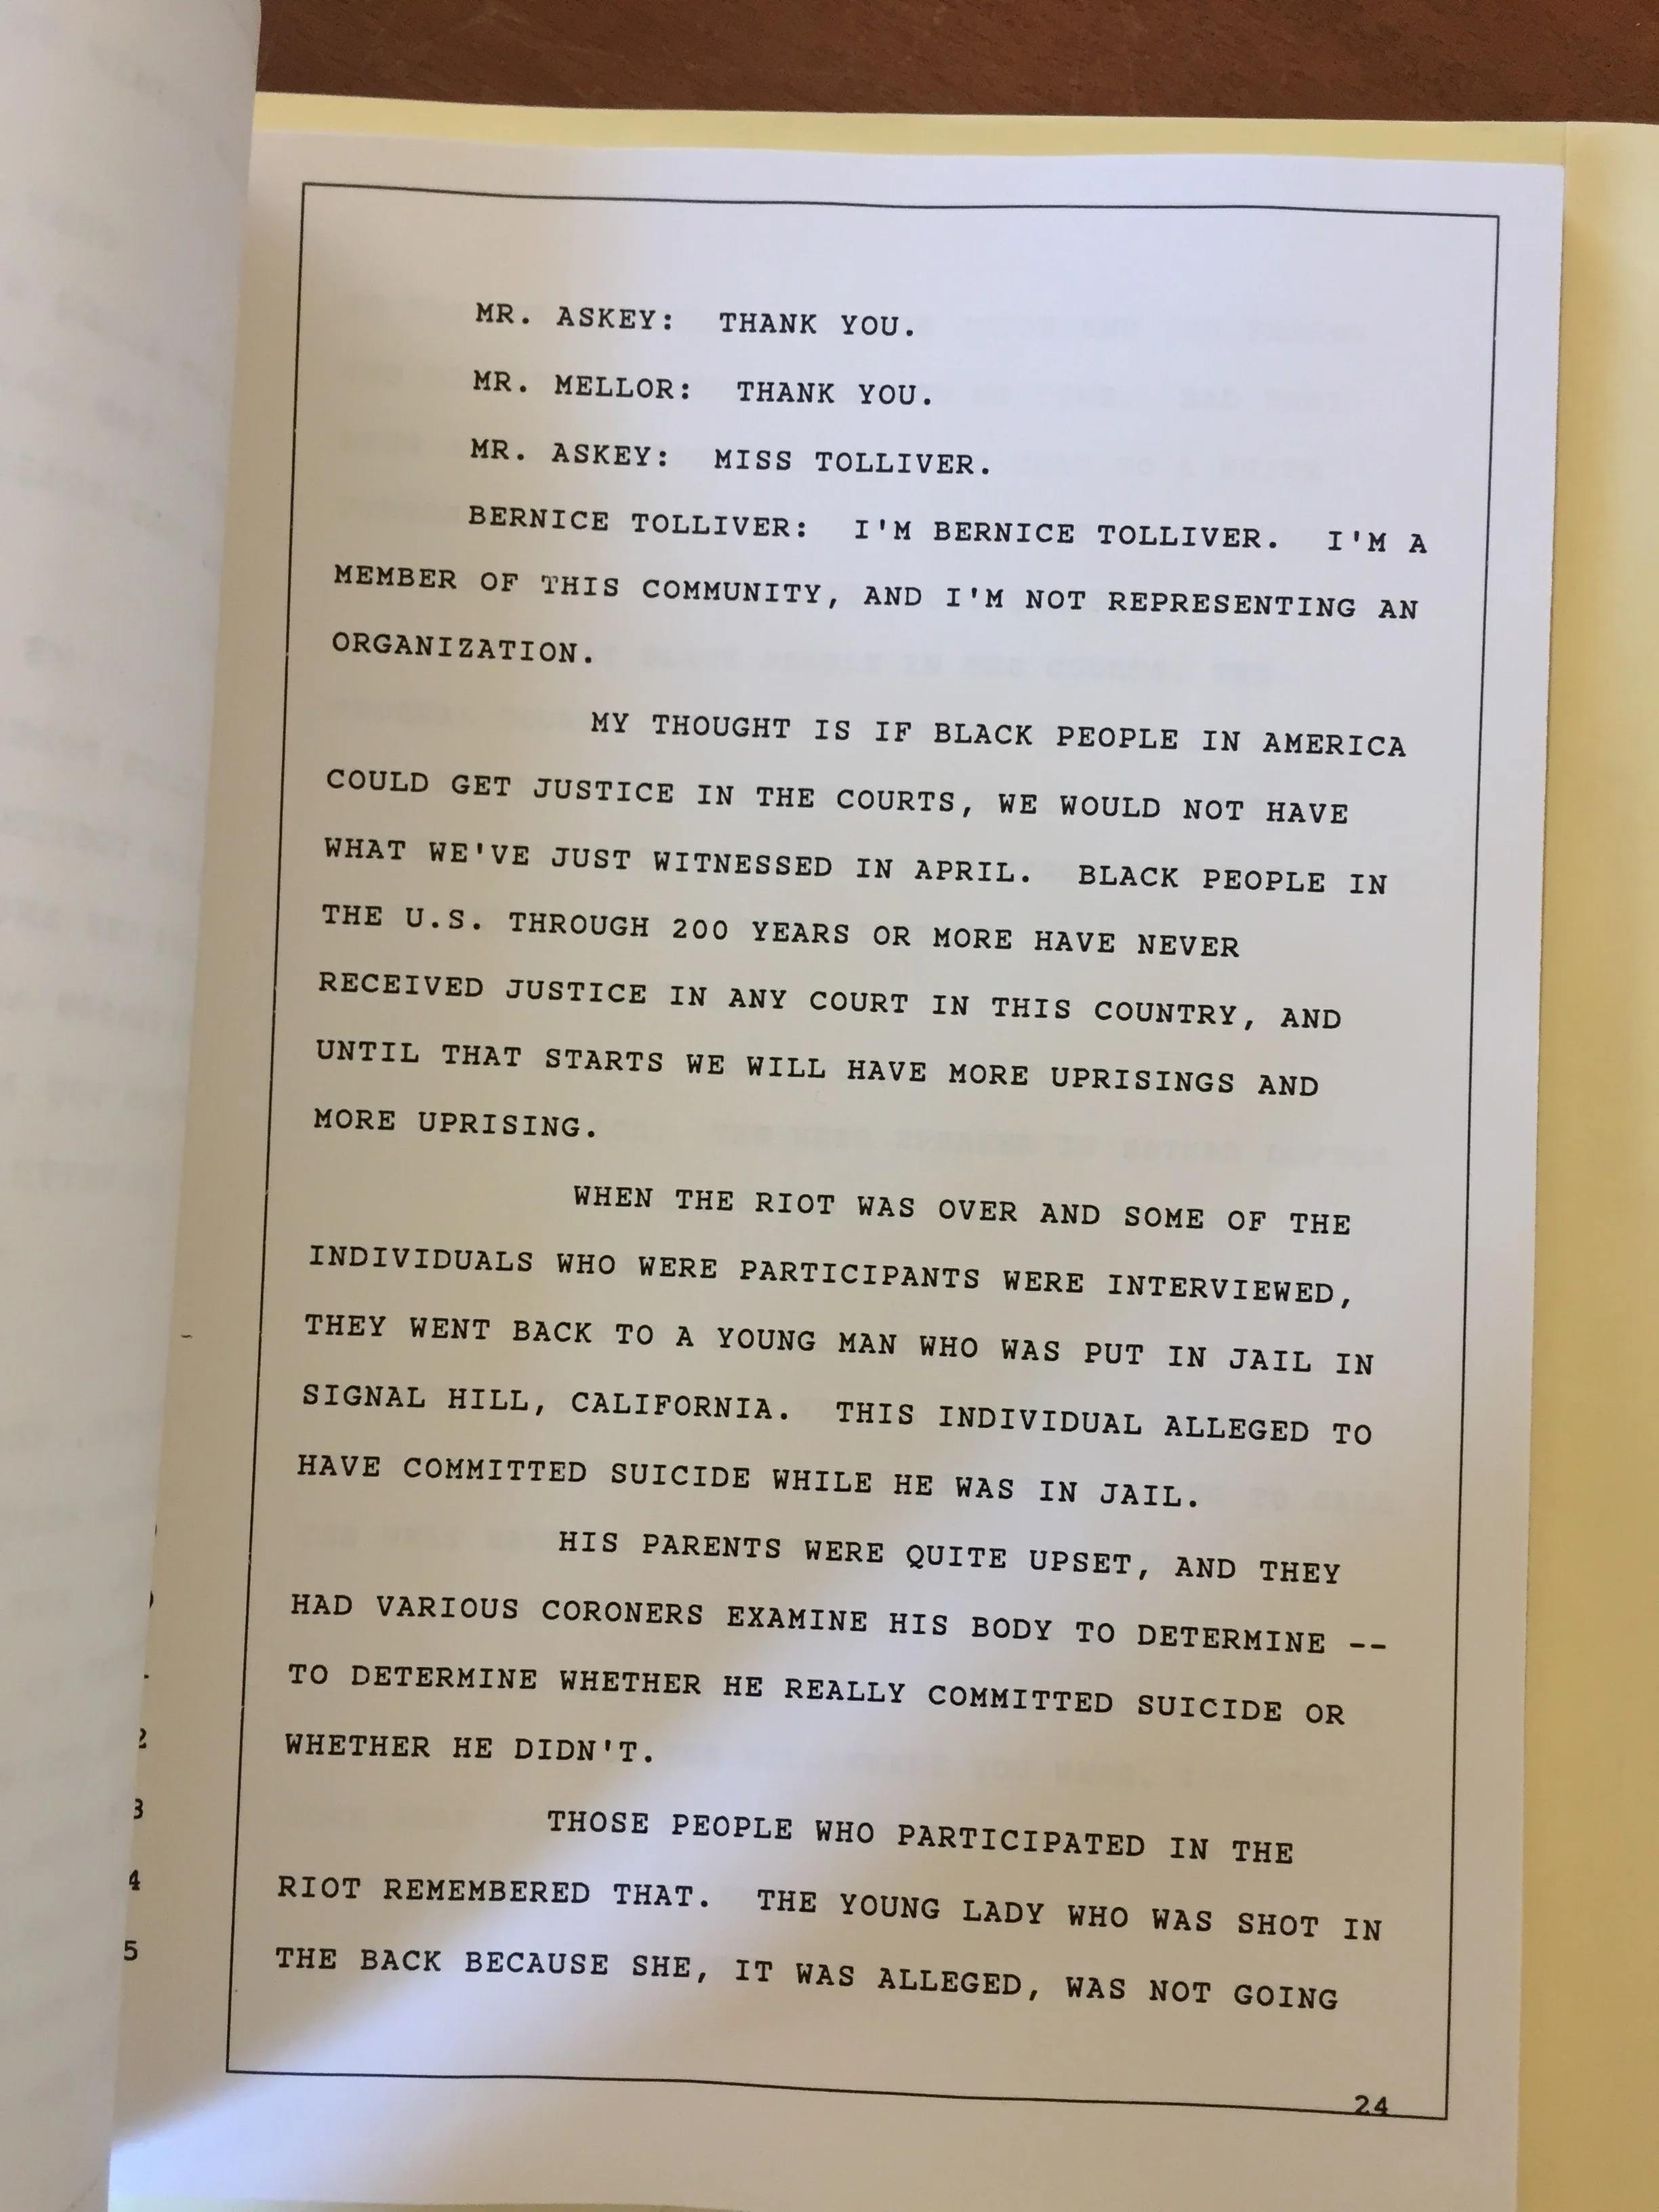 MR. ASKEY: THANK YOU.
MR. MELLOR: THANK YOU.
MR. ASKEY: MISS TOLLIVER.
BERNICE TOLLIVER: I'M BERNICE TOLLIVER. I'M A
MEMBER OF THIS COMMUNITY, AND I'M NOT REPRESENTING AN
ORGANIZATION.
MY THOUGHT IS IF BLACK PEOPLE IN AMERICA
COULD GET JUSTICE IN THE COURTS, WE WOULD NOT HAVE
WHAT WE'VE JUST WITNESSED IN APRIL. BLACK PEOPLE IN
THE U.S. THROUGH 200 YEARS OR MORE HAVE NEVER
RECEIVED JUSTICE IN ANY COURT IN THIS COUNTRY, AND
UNTIL THAT STARTS WE WILL HAVE MORE UPRISINGS AND
MORE UPRISING.
WHEN THE RIOT WAS OVER AND SOME OF THE
INDIVIDUALS WHO WERE PARTICIPANTS WERE INTERVIEWED,
THEY WENT BACK TO A YOUNG MAN WHO WAS PUT IN JAIL IN
SIGNAL HILL, CALIFORNIA. THIS INDIVIDUAL ALLEGED TO
HAVE COMMITTED SUICIDE WHILE HE WAS IN JAIL.
HIS PARENTS WERE QUITE UPSET, AND THEY
HAD VARIOUS CORONERS EXAMINE HIS BODY TO DETERMINE --
TO DETERMINE WHETHER HE REALLY COMMITTED SUICIDE OR
2
WHETHER HE DIDN'T.
3
THOSE PEOPLE WHO PARTICIPATED IN THE
4
RIOT REMEMBERED THAT. THE YOUNG LADY WHO WAS SHOT IN
5
THE BACK BECAUSE SHE, IT WAS ALLEGED, WAS NOT GOING
24